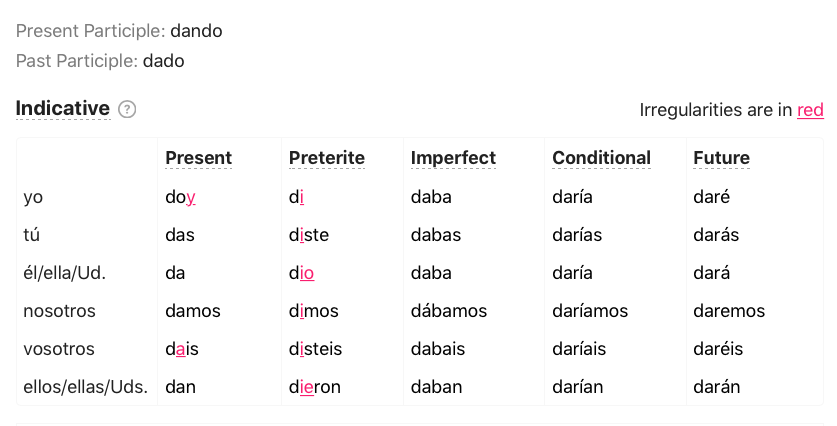 Present Participle: dando
Past Participle: dado
Indicative ? Irregularities are in red
Present Preterite Imperfect Conditional Future
yo doy di daba daría daré
tú das diste dabas darías darás
él/ella/Ud. da dio daba daría dará
nosotros damos dimos dábamos daríamos daremos
vosotros dais disteis dabais daríais daréis
ellos/ellas/Uds. dan dieron daban darían darán